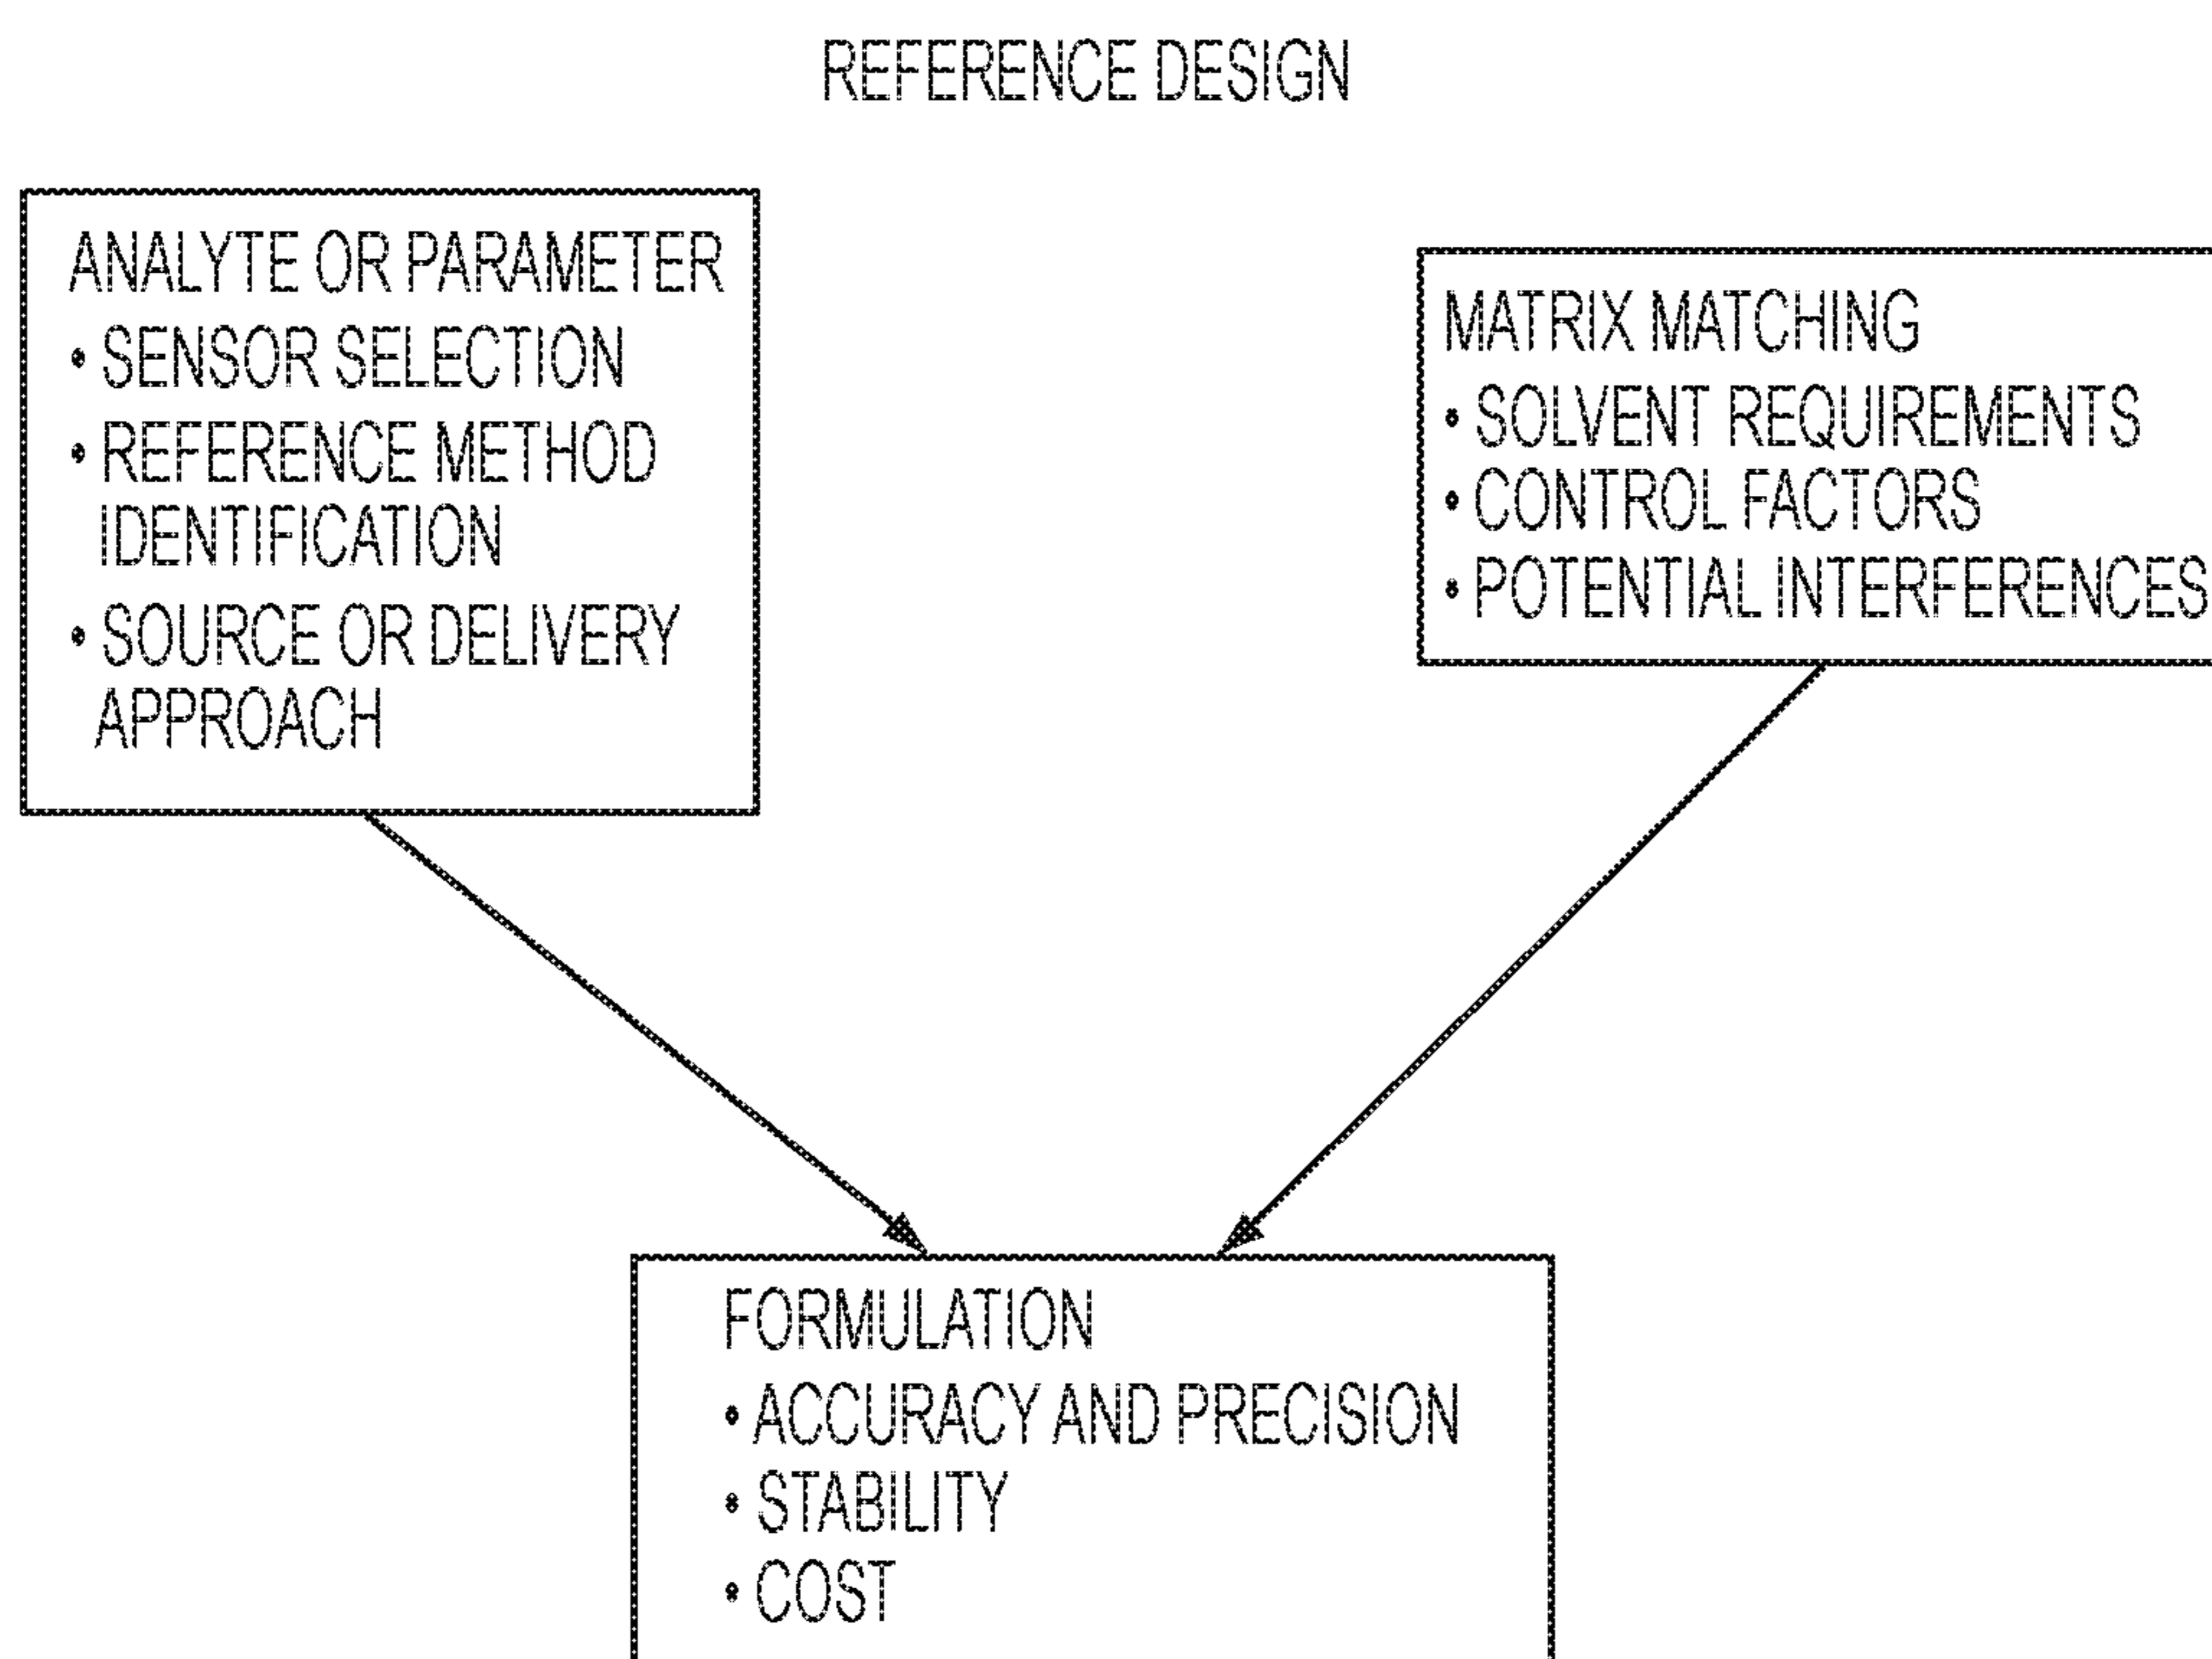 REFERENCE DESIGN
ANALYTE OR PARAMETER
• SENSOR SELECTION
• REFERENCE METHOD
IDENTIFICATION
• SOURCE OR DELIVERY
APPROACH
MATRIX MATCHING
• SOLVENT REQUIREMENTS
• CONTROL FACTORS
• POTENTIAL INTERFERENCES
FORMULATION
• ACCURACY AND PRECISION
• STABILITY
• COST